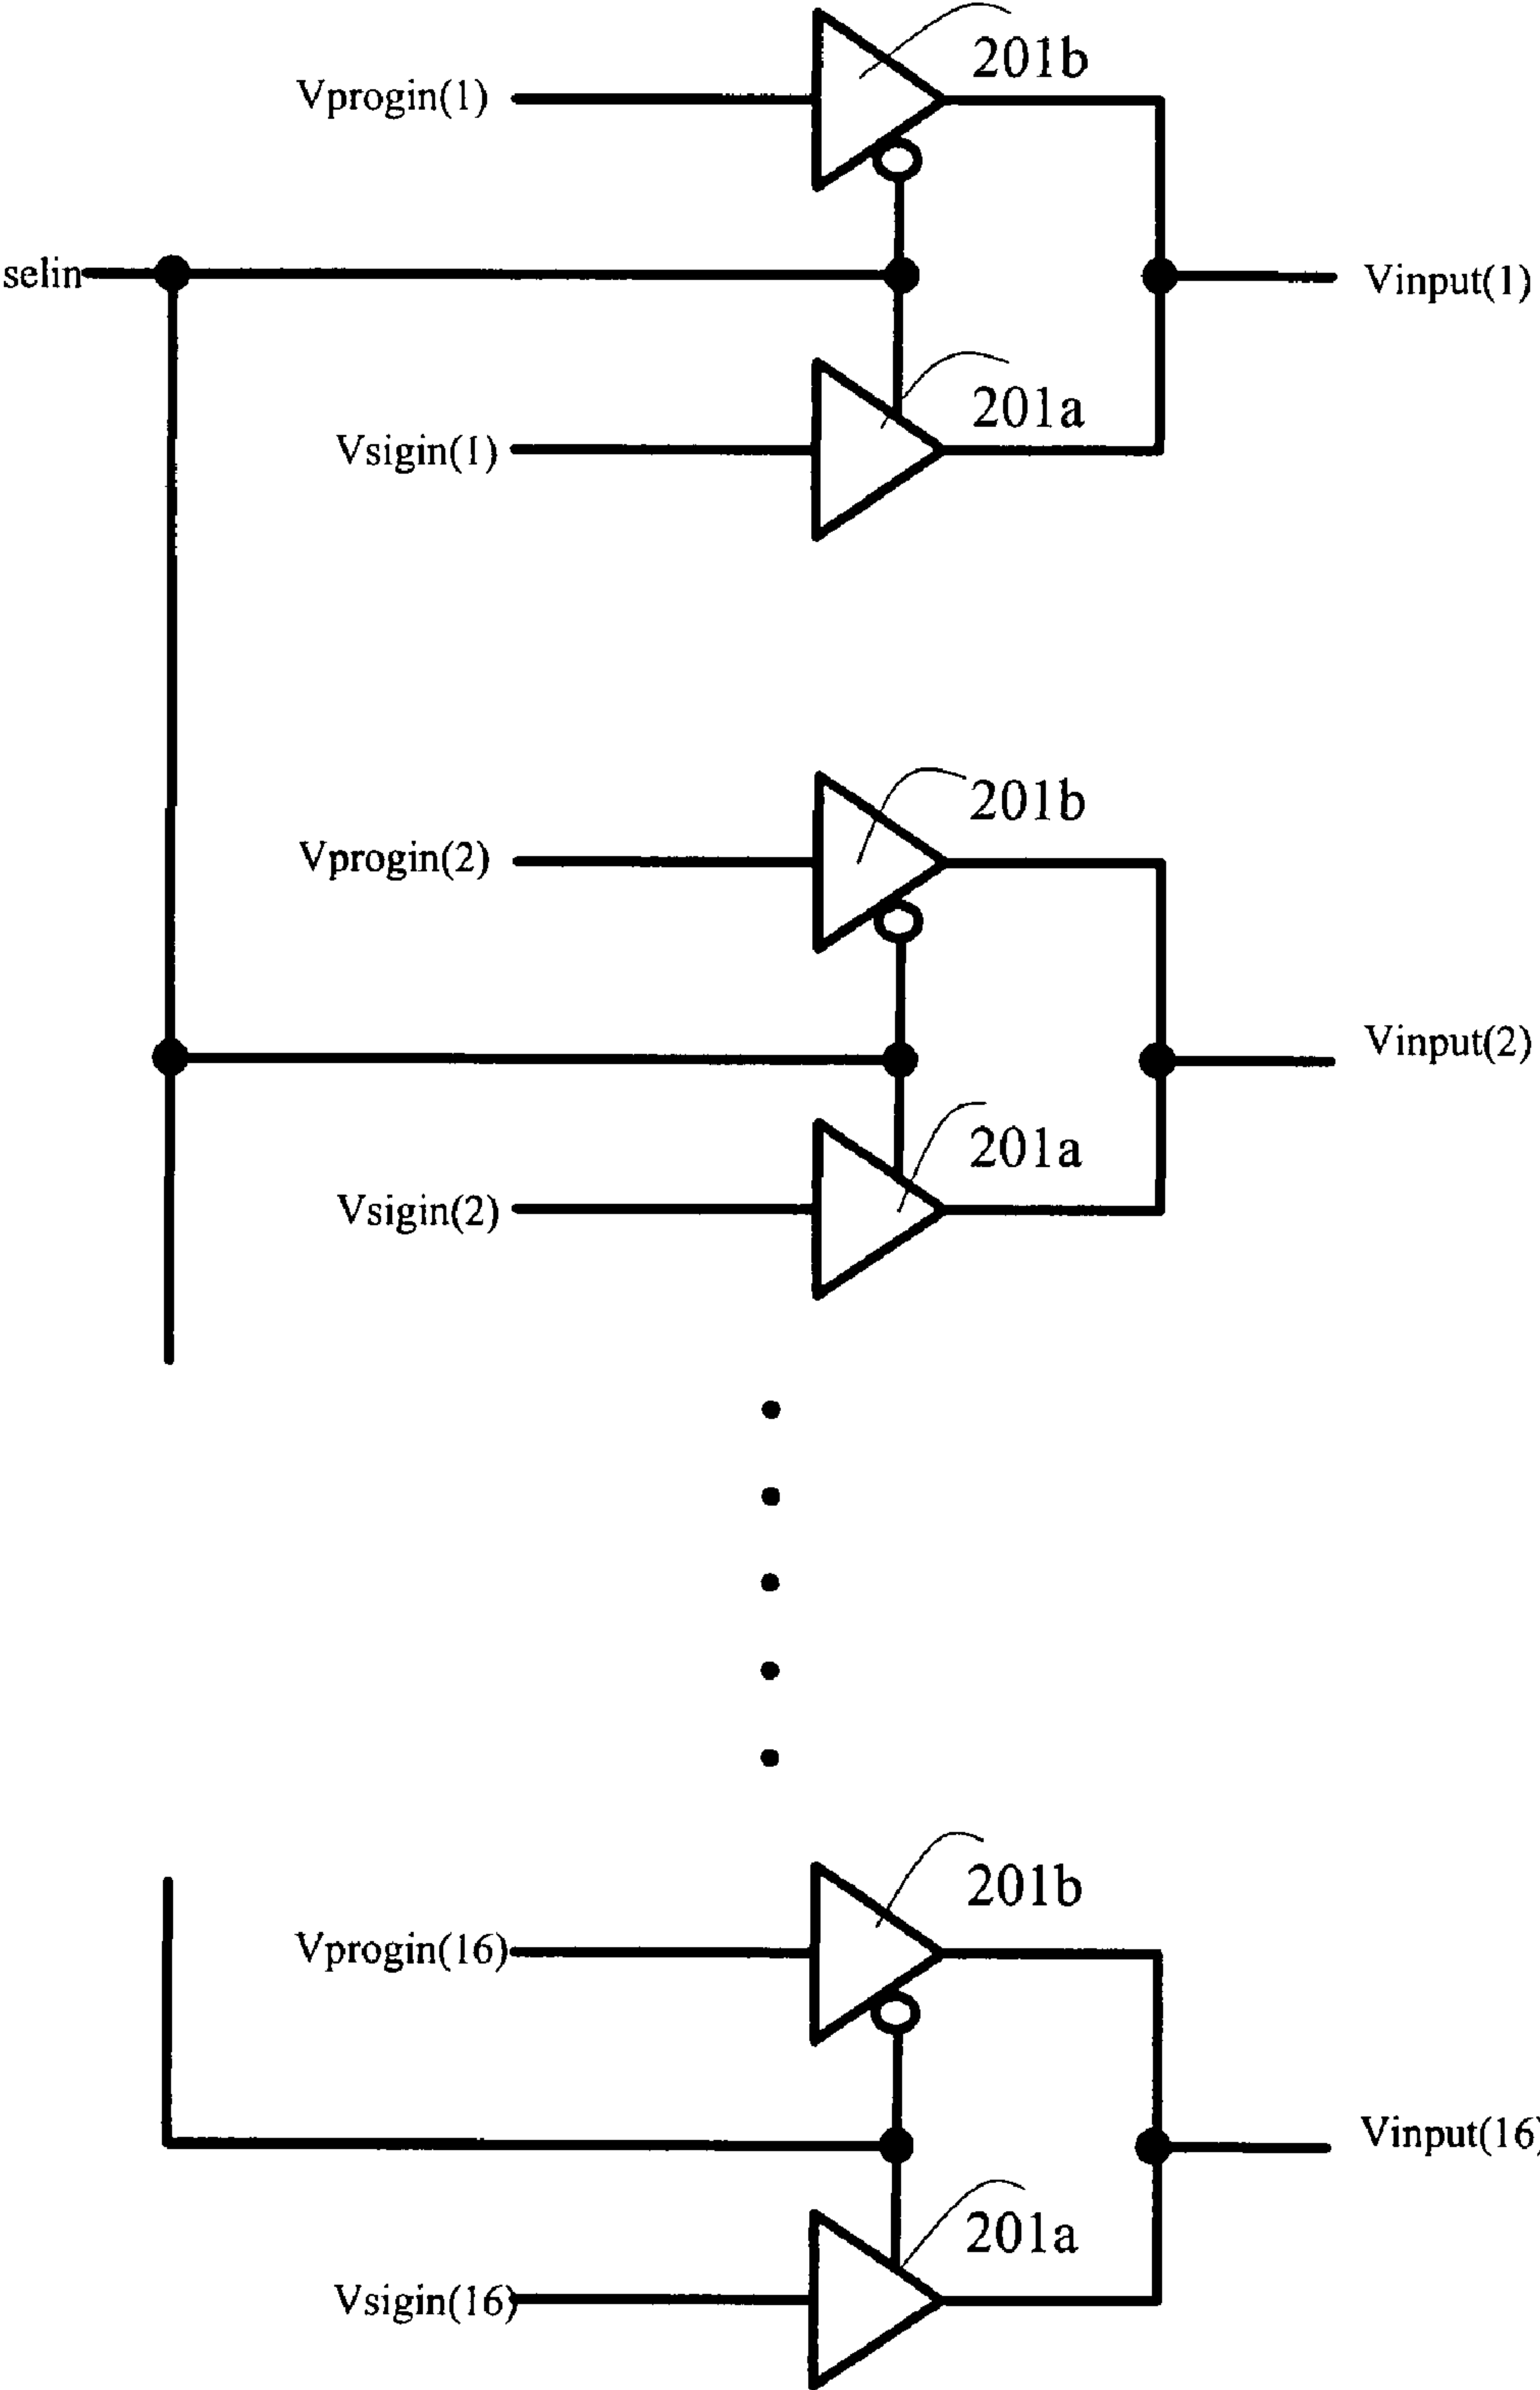 201b
Vprogin(1)
selin
Vinput(1)
201a
Vsigin(1)
201b
Vprogin(2)
Vinput(2)
201a
Vsigin(2)
201b
Vprogin(16)
Vinput(16)
201a
Vsigin(16)